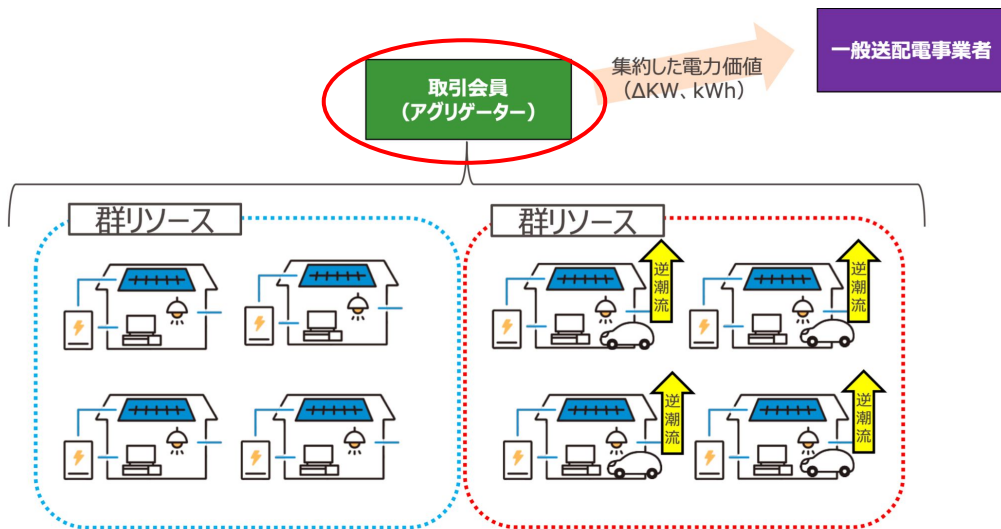 一般送配電事業者
集約した電力価値
（ΔKW、kWh）
取引会員
（アグリゲーター）
群リソース
群リソース
逆潮流
逆潮流
逆潮流
逆潮流